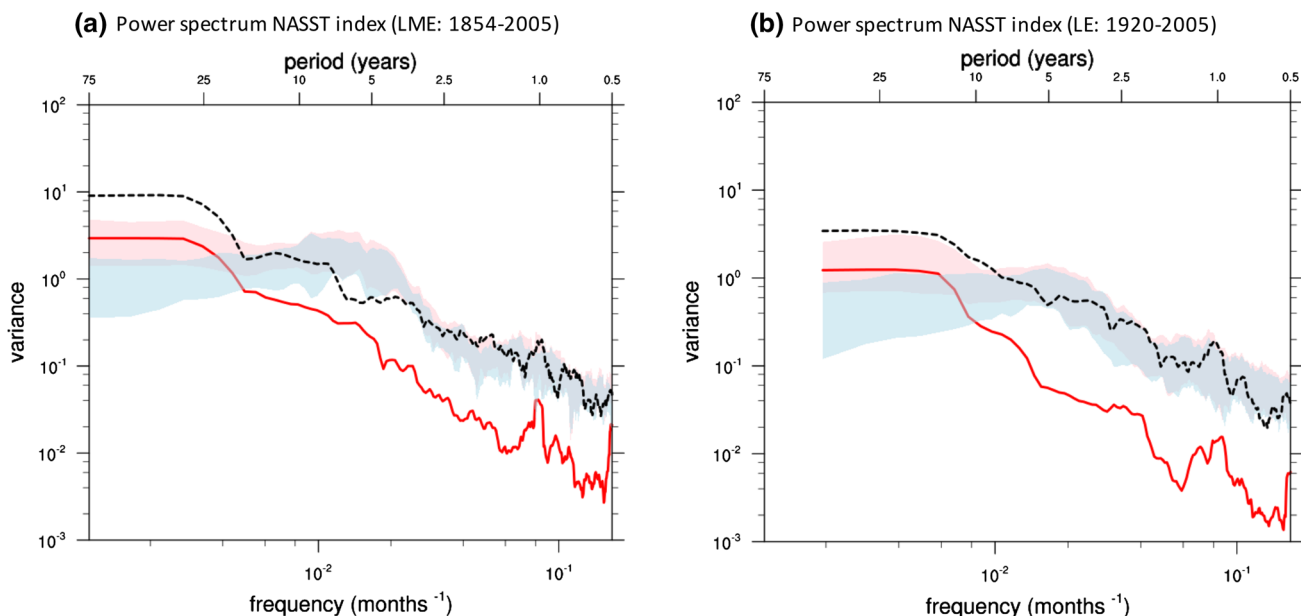 (a) Power spectrum NASST index (LME: 1854-2005)
period (years)
75 25 10 5 2.5 1.0 0.5
10^2
10^1
10^0
10^-1
10^-2
10^-3
variance
10^-2 10^-1
frequency (months ^-1)
(b) Power spectrum NASST index (LE: 1920-2005)
period (years)
75 25 10 5 2.5 1.0 0.5
10^2
10^1
10^0
10^-1
10^-2
10^-3
variance
10^-2 10^-1
frequency (months ^-1)